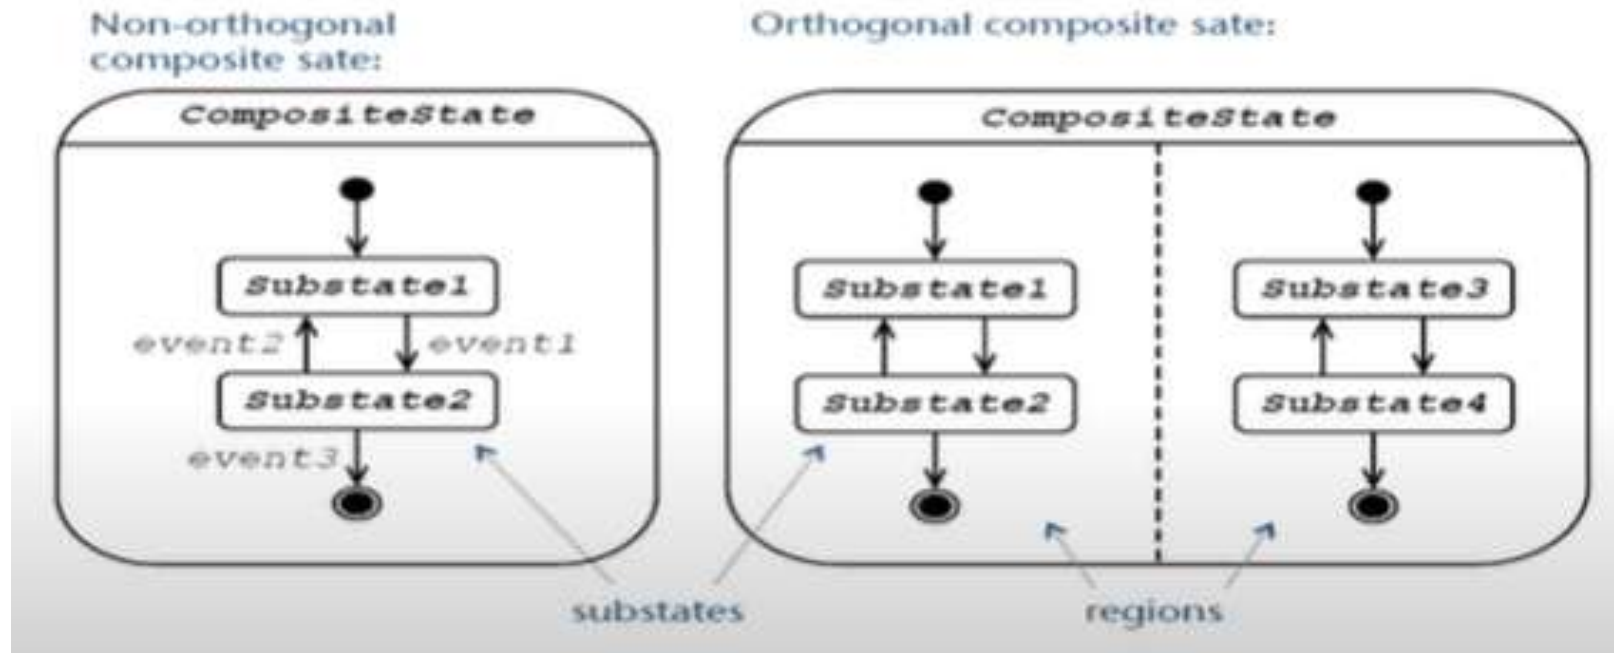 Non-orthogonal
composite sate:
CompositeState
Substate1
event2
event1
Substate2
event3
Orthogonal composite sate:
CompositeState
Substate1
Substate3
Substate2
Substate4
substates
regions